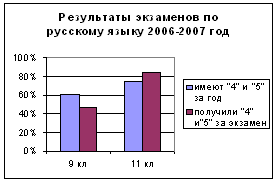 Результаты экзаменов по
русскому языку 2006-2007 год
100%
80%
60%
40%
20%
0%
9 кл
11 кл
имеют "4" и "5"
за год
получили "4"
и"5" за экзамен